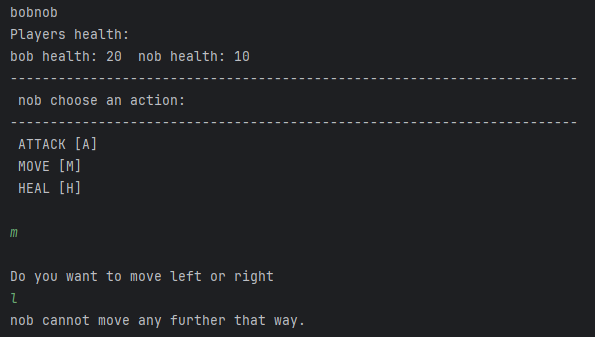 bobnob
Players health:
bob health: 20  nob health: 10
-----------------------------------------------------------------------
 nob choose an action:
-----------------------------------------------------------------------
 ATTACK [A]
 MOVE [M]
 HEAL [H]
m
Do you want to move left or right
l
nob cannot move any further that way.